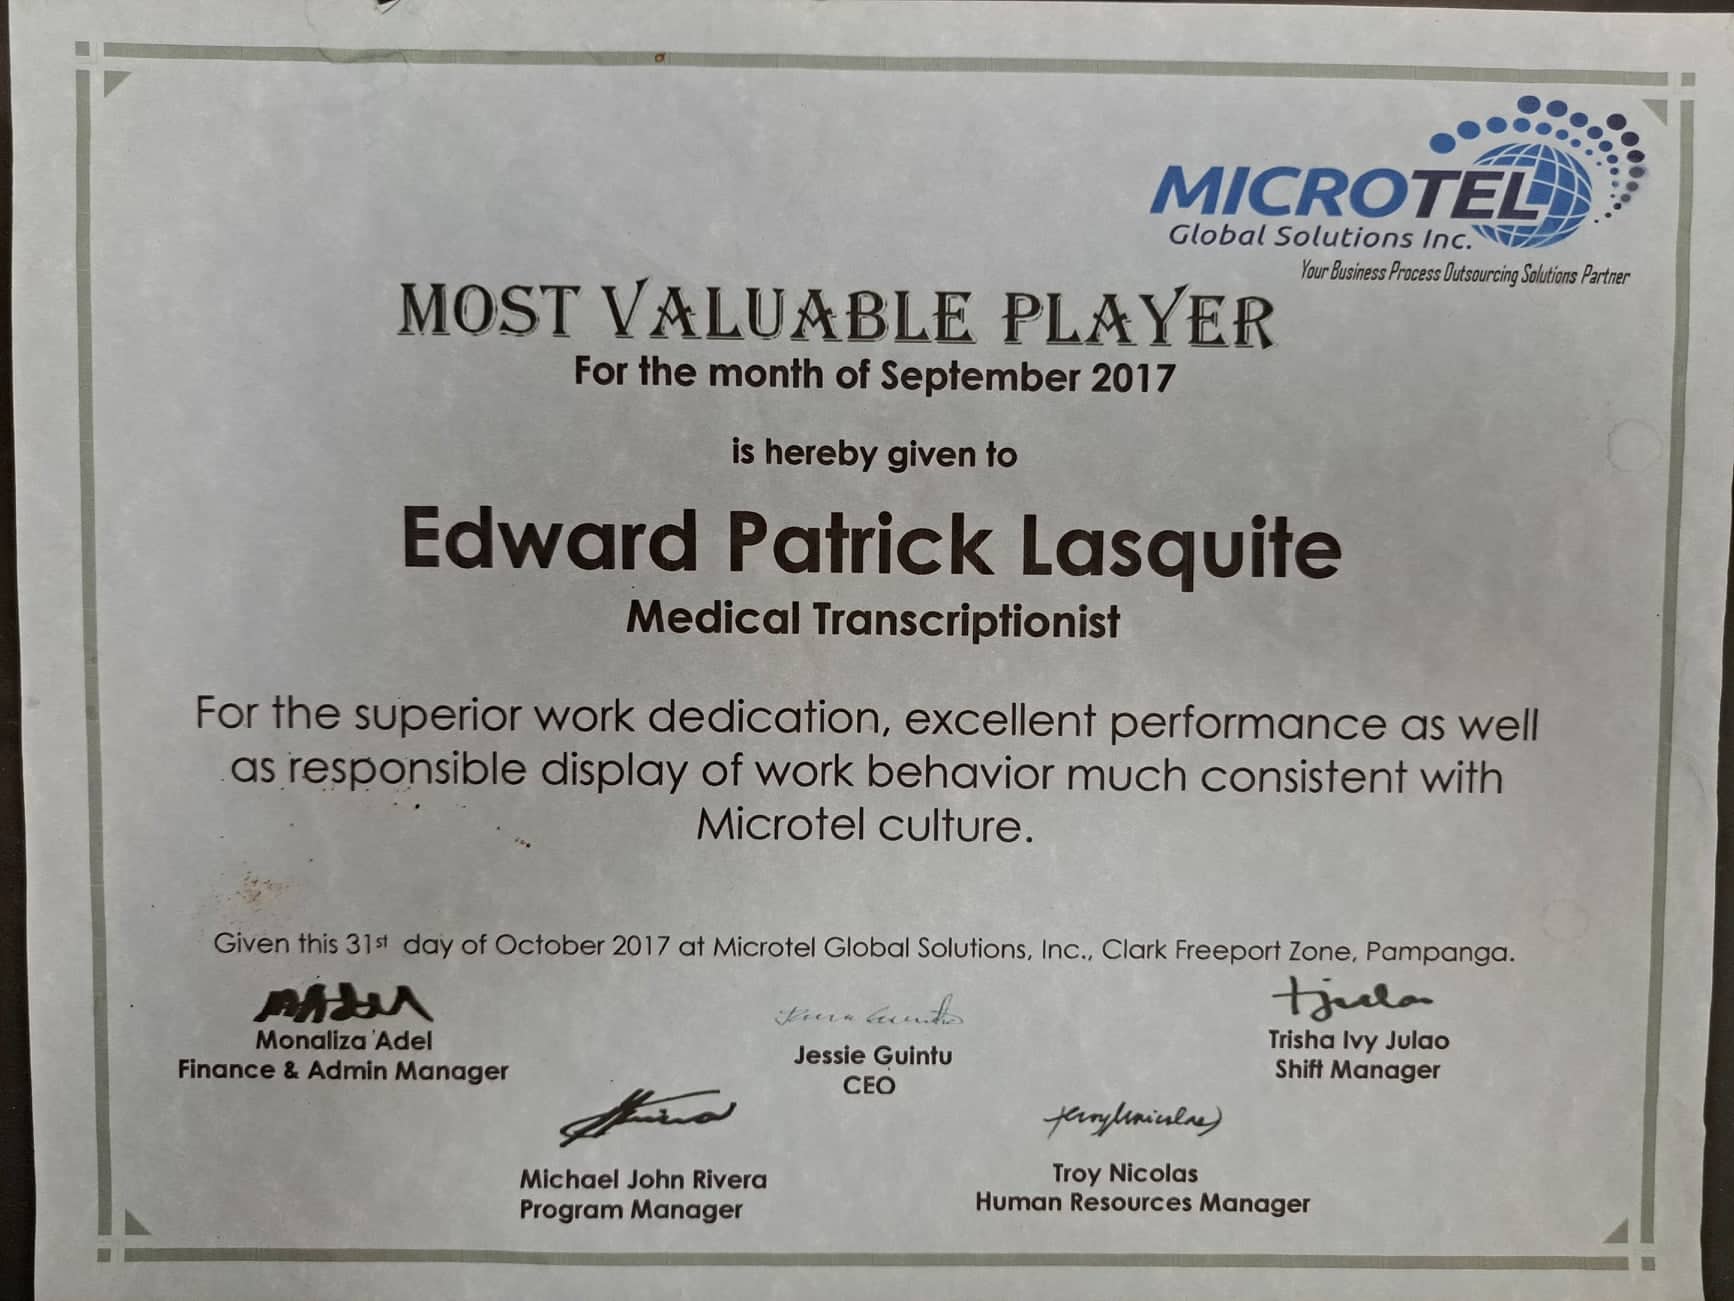 MICROTEL
Global Solutions Inc.
Your Business Process Outsourcing Solutions Partner
MOST VALUABLE PLAYER
For the month of September 2017
is hereby given to
Edward Patrick Lasquite
Medical Transcriptionist
For the superior work dedication, excellent performance as well
as responsible display of work behavior much consistent with
Microtel culture.
Given this 31st day of October 2017 at Microtel Global Solutions, Inc., Clark Freeport Zone, Pampanga.
Monaliza Adel
Finance & Admin Manager
Jessie Guintu
CEO
tjulao
Trisha Ivy Julao
Shift Manager
Michael John Rivera
Program Manager
Troy Nicolas
Human Resources Manager